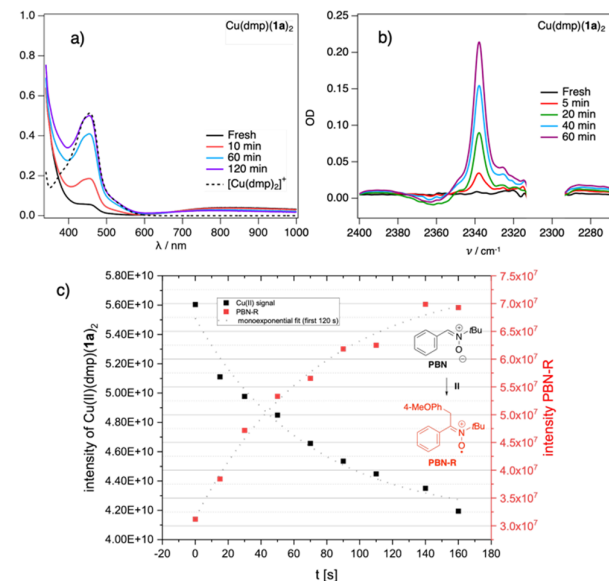 a)
Cu(dmp)(1a)₂
1.0
0.8
0.6
0.4
0.2
0.0
Fresh
10 min
60 min
120 min
[Cu(dmp)₂]⁺
400 500 600 700 800 900 1000
λ / nm
b)
Cu(dmp)(1a)₂
OD
0.25
0.20
0.15
0.10
0.05
0.00
Fresh
5 min
20 min
40 min
60 min
2400 2380 2360 2340 2320 2300 2280
ν / cm⁻¹
c)
intensity of Cu(II)(dmp)(1a)₂
5.80E+10
5.60E+10
5.40E+10
5.20E+10
5.00E+10
4.80E+10
4.60E+10
4.40E+10
4.20E+10
4.00E+10
Cu(II) signal
PBN-R
monoexponential fit (first 120 s)
tBu
N
O
PBN
II
4-MeOPh
tBu
N
O
PBN-R
7.5x10⁷
7.0x10⁷
6.5x10⁷
6.0x10⁷
5.5x10⁷
5.0x10⁷
4.5x10⁷
4.0x10⁷
3.5x10⁷
3.0x10⁷
intensity PBN-R
-20 0 20 40 60 80 100 120 140 160 180
t [s]